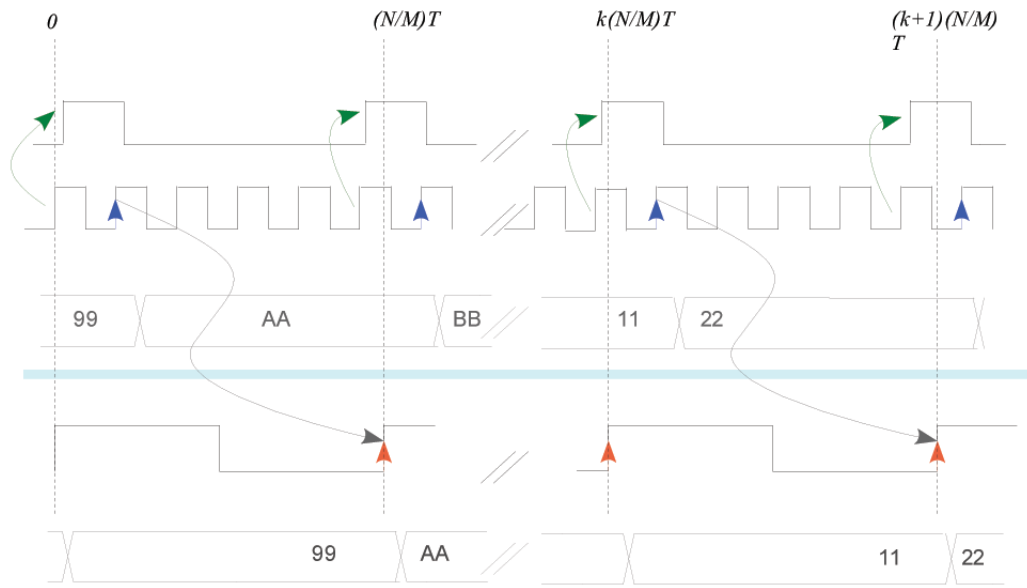 0
(N/M)T
k(N/M)T
(k+1)(N/M)
T
99
AA
BB
11
22
99
AA
11
22